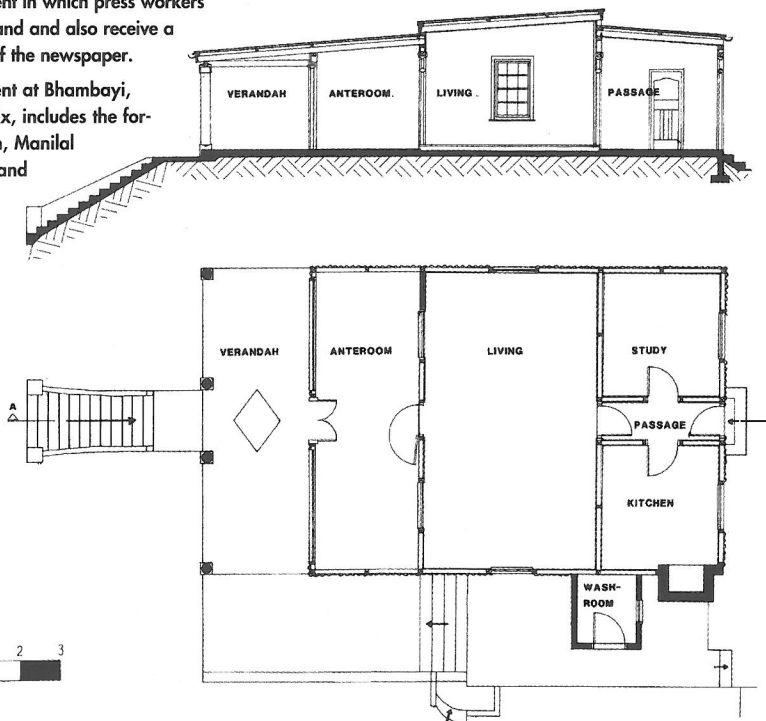 ent in which press workers
and and also receive a
f the newspaper.
ent at Bhambayi,
x, includes the for-
n, Manilal
and
VERANDAH
ANTEROOM.
LIVING.
PASSAGE
VERANDAH
ANTEROOM
LIVING
STUDY
PASSAGE
KITCHEN
WASH-
ROOM
A
2 3